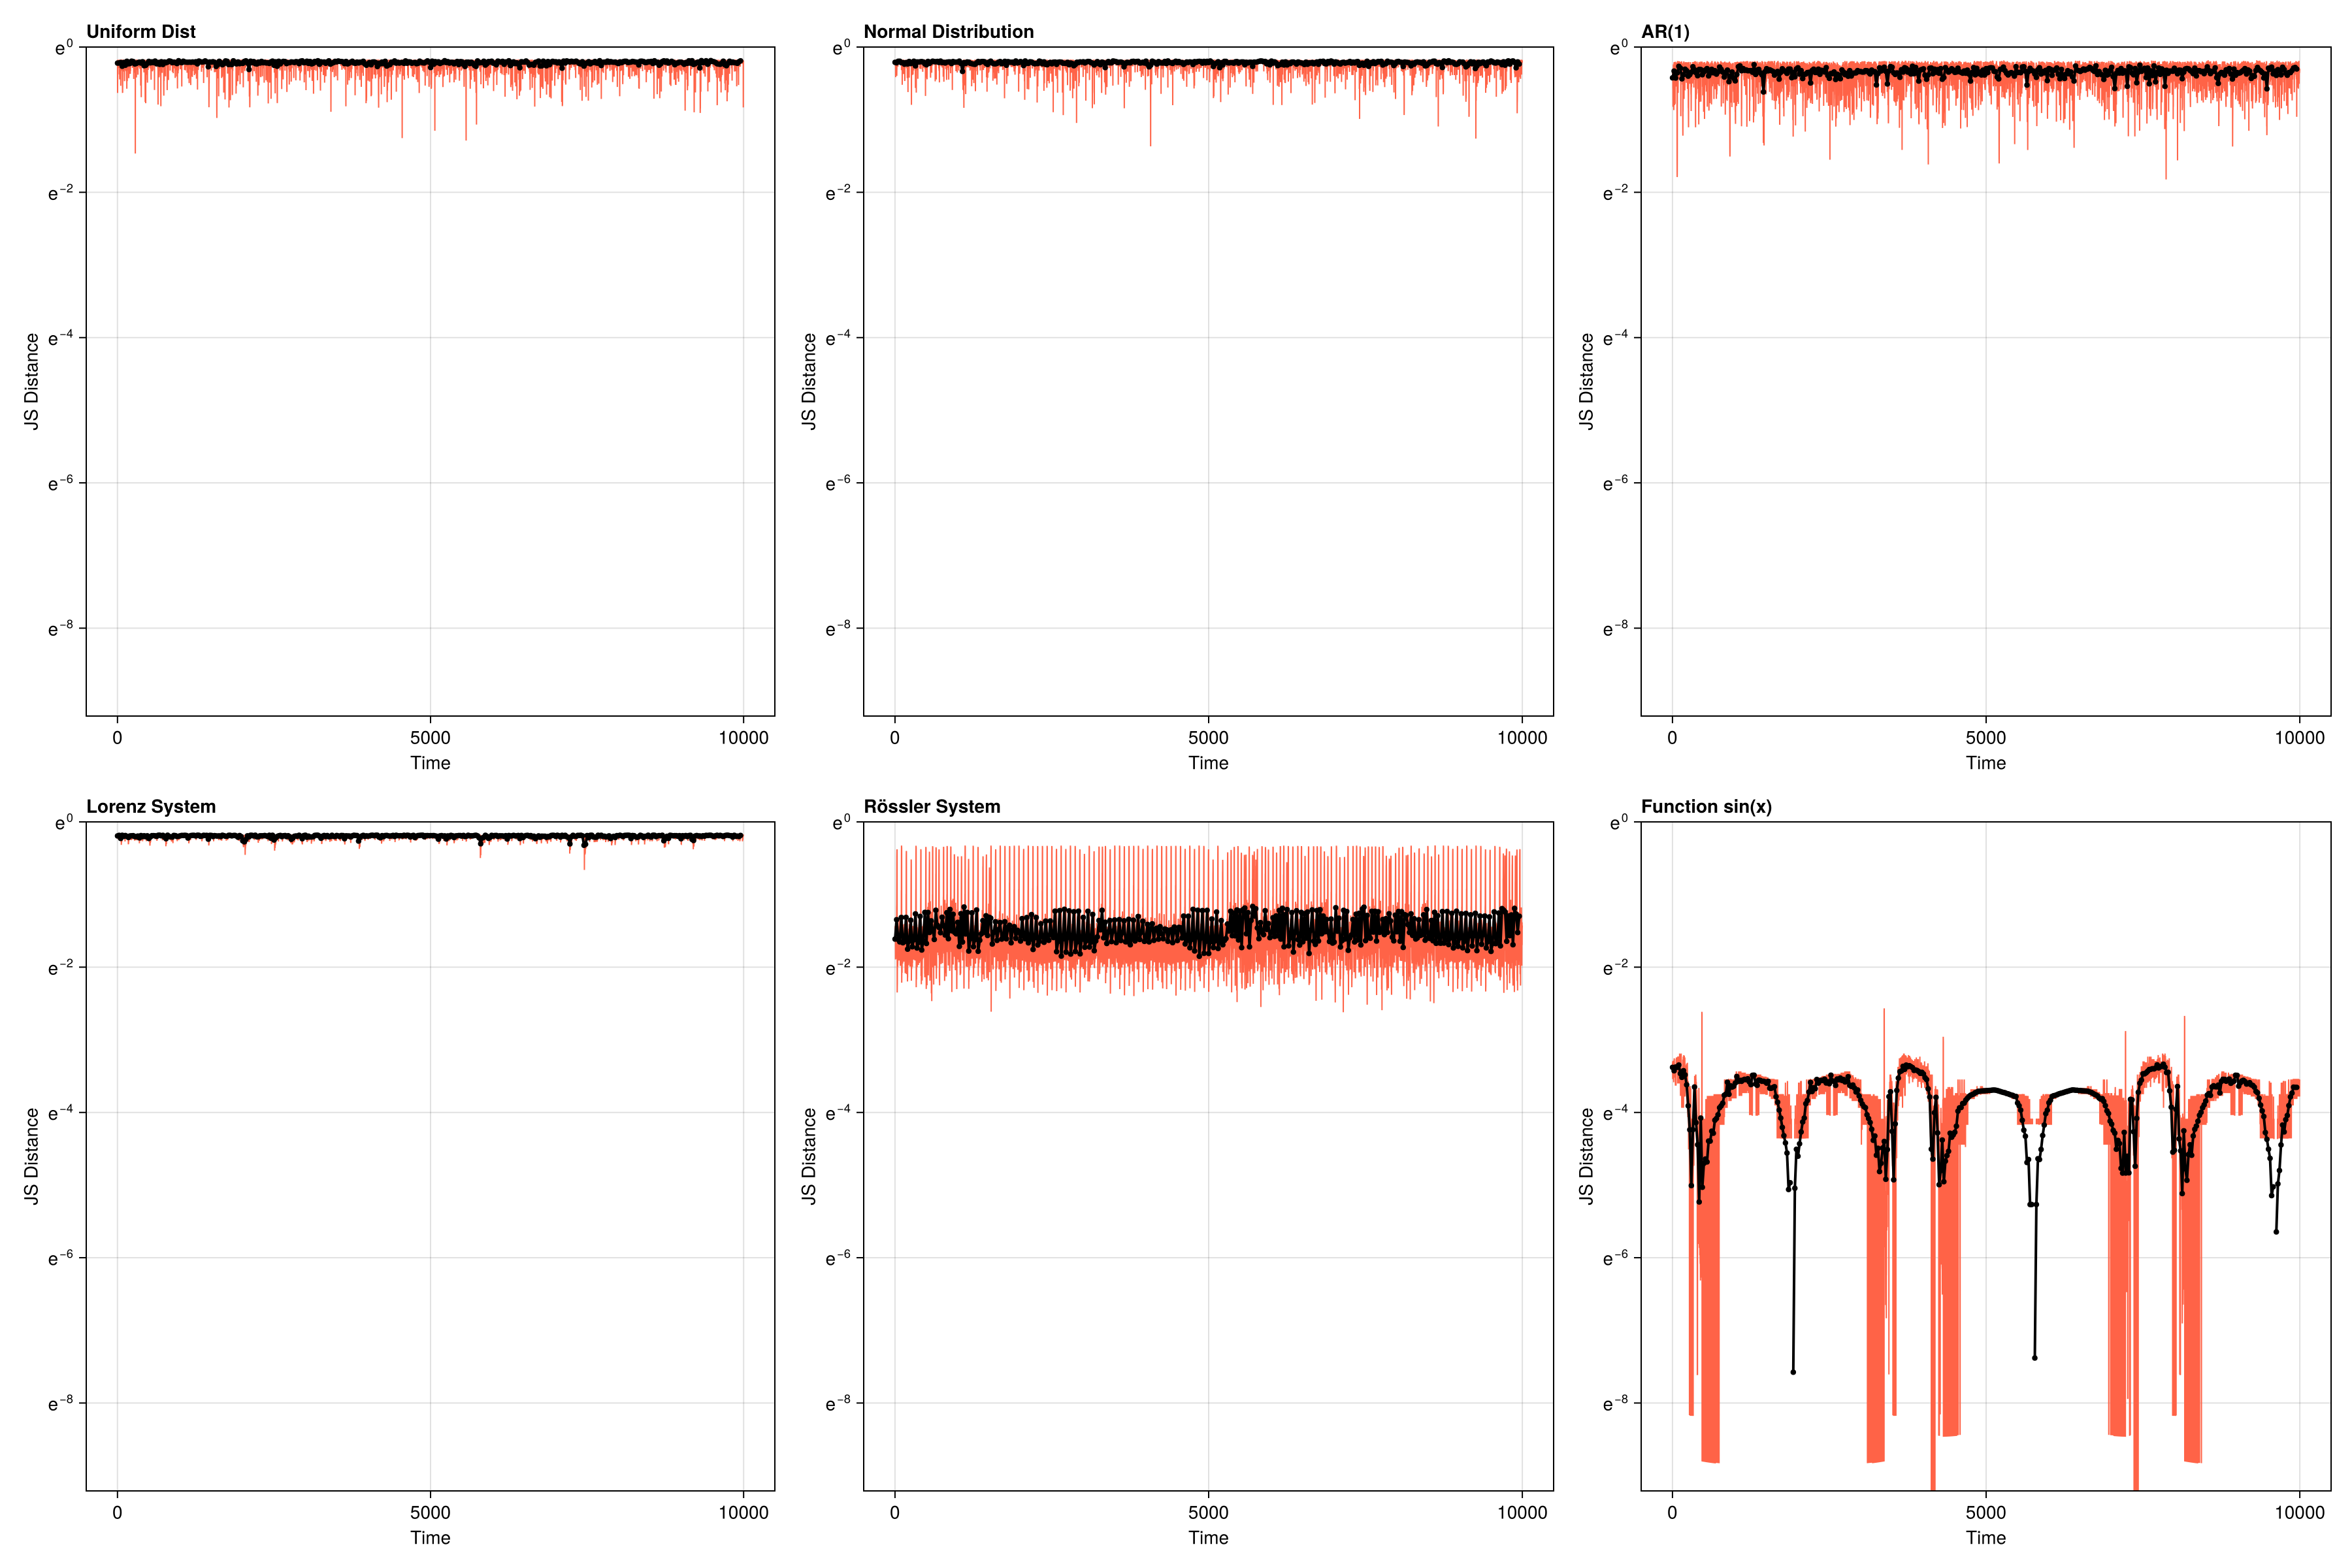 Uniform Dist
e⁰
e⁻²
e⁻⁴
e⁻⁶
e⁻⁸
JS Distance
0 5000 10000
Time
Normal Distribution
e⁰
e⁻²
e⁻⁴
e⁻⁶
e⁻⁸
JS Distance
0 5000 10000
Time
AR(1)
e⁰
e⁻²
e⁻⁴
e⁻⁶
e⁻⁸
JS Distance
0 5000 10000
Time
Lorenz System
e⁰
e⁻²
e⁻⁴
e⁻⁶
e⁻⁸
JS Distance
0 5000 10000
Time
Rössler System
e⁰
e⁻²
e⁻⁴
e⁻⁶
e⁻⁸
JS Distance
0 5000 10000
Time
Function sin(x)
e⁰
e⁻²
e⁻⁴
e⁻⁶
e⁻⁸
JS Distance
0 5000 10000
Time